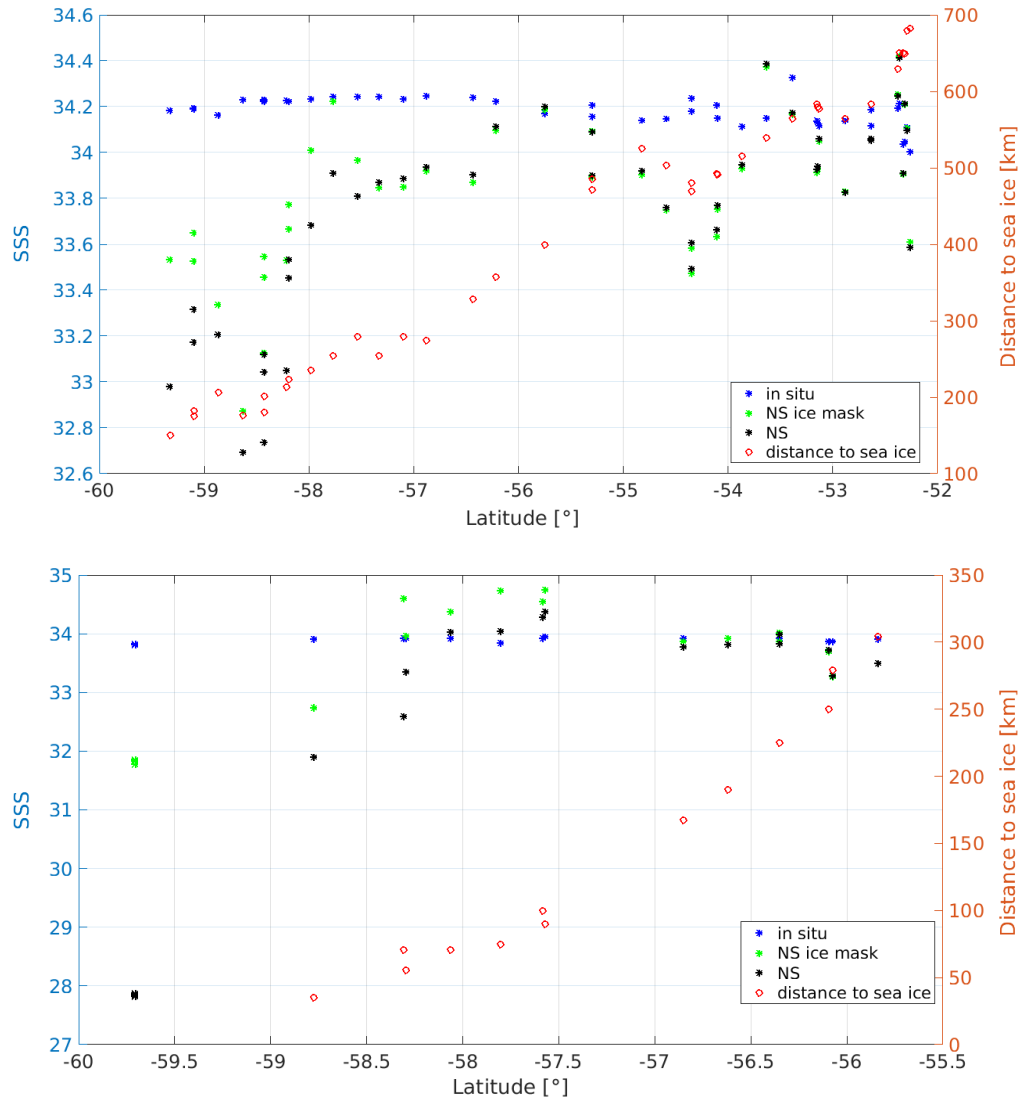 34.6
34.4
34.2
34
33.8
33.6
33.4
33.2
33
32.8
32.6
SSS
700
600
500
400
300
200
100
Distance to sea ice [km]
-60 -59 -58 -57 -56 -55 -54 -53 -52
Latitude [°]
in situ
NS ice mask
NS
distance to sea ice
35
34
33
32
31
30
29
28
27
SSS
350
300
250
200
150
100
50
0
Distance to sea ice [km]
-60 -59.5 -59 -58.5 -58 -57.5 -57 -56.5 -56 -55.5
Latitude [°]
in situ
NS ice mask
NS
distance to sea ice